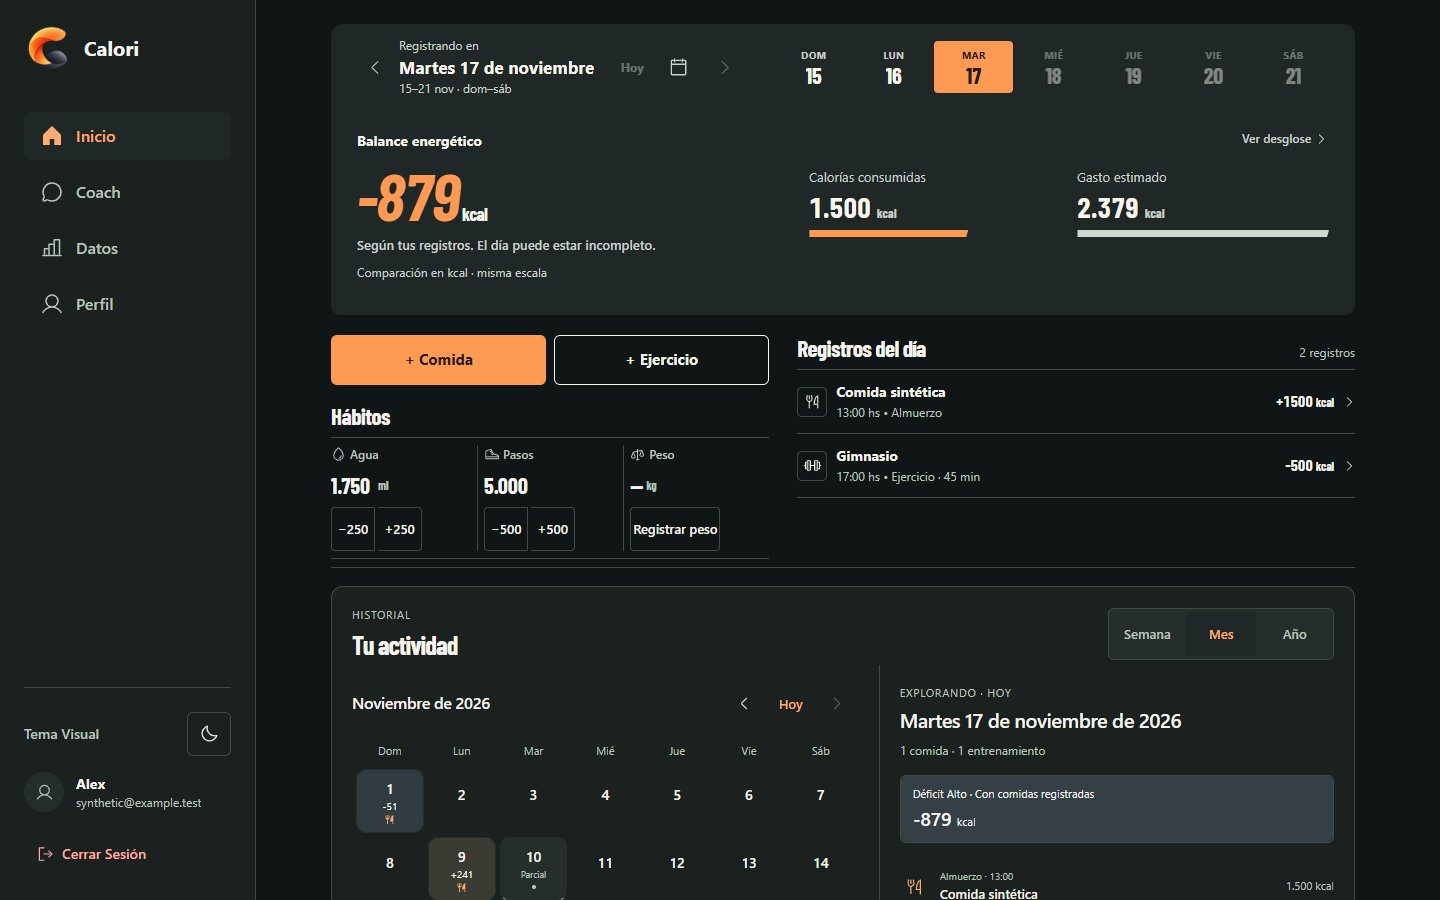 Calori
Inicio
Coach
Datos
Perfil
Tema Visual
Alex
synthetic@example.test
Cerrar Sesión
Registrando en
Martes 17 de noviembre
Hoy
15–21 nov · dom–sáb
DOM LUN MAR MIÉ JUE VIE SÁB
15 16 17 18 19 20 21
Balance energético
Ver desglose
-879 kcal
Según tus registros. El día puede estar incompleto.
Comparación en kcal · misma escala
Calorías consumidas
1.500 kcal
Gasto estimado
2.379 kcal
+ Comida
+ Ejercicio
Hábitos
Agua
1.750 ml
−250 +250
Pasos
5.000
−500 +500
Peso
— kg
Registrar peso
Registros del día
2 registros
Comida sintética
13:00 hs • Almuerzo
+1500 kcal
Gimnasio
17:00 hs • Ejercicio · 45 min
-500 kcal
HISTORIAL
Tu actividad
Semana Mes Año
Noviembre de 2026
Hoy
Dom Lun Mar Mié Jue Vie Sáb
1 2 3 4 5 6 7
-51
8 9 10 11 12 13 14
+241 Parcial
EXPLORANDO · HOY
Martes 17 de noviembre de 2026
1 comida · 1 entrenamiento
Déficit Alto · Con comidas registradas
-879 kcal
Almuerzo · 13:00
Comida sintética
1.500 kcal